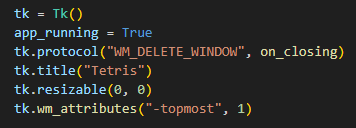 tk = Tk()
app_running = True
tk.protocol("WM_DELETE_WINDOW", on_closing)
tk.title("Tetris")
tk.resizable(0, 0)
tk.wm_attributes("-topmost", 1)